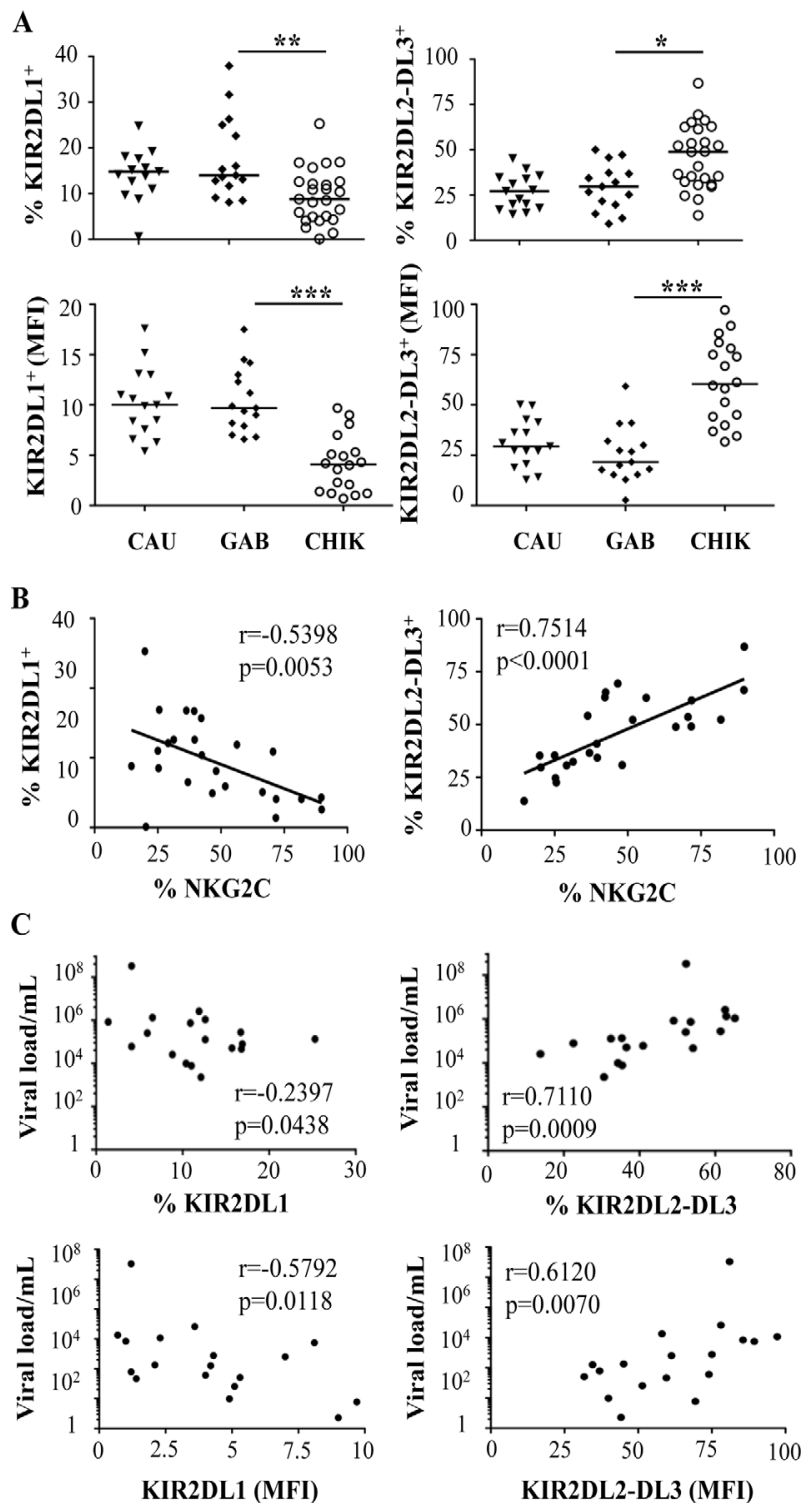 A
% KIR2DL1+
40
30
20
10
0
**
% KIR2DL2-DL3+
100
75
50
25
0
*
KIR2DL1+ (MFI)
20
15
10
5
0
***
CAU GAB CHIK
KIR2DL2-DL3+ (MFI)
100
75
50
25
0
***
CAU GAB CHIK
B
% KIR2DL1+
40
30
20
10
0
r=-0.5398
p=0.0053
0 25 50 75 100
% NKG2C
% KIR2DL2-DL3+
100
75
50
25
0
r=0.7514
p<0.0001
0 25 50 75 100
% NKG2C
C
Viral load/mL
10^8
10^6
10^4
10^2
1
r=-0.2397
p=0.0438
0 10 20 30
% KIR2DL1
Viral load/mL
10^8
10^6
10^4
10^2
1
r=0.7110
p=0.0009
0 20 40 60 80
% KIR2DL2-DL3
Viral load/mL
10^8
10^6
10^4
10^2
1
r=-0.5792
p=0.0118
0 2.5 5 7.5 10
KIR2DL1 (MFI)
Viral load/mL
10^8
10^6
10^4
10^2
1
r=0.6120
p=0.0070
0 25 50 75 100
KIR2DL2-DL3 (MFI)